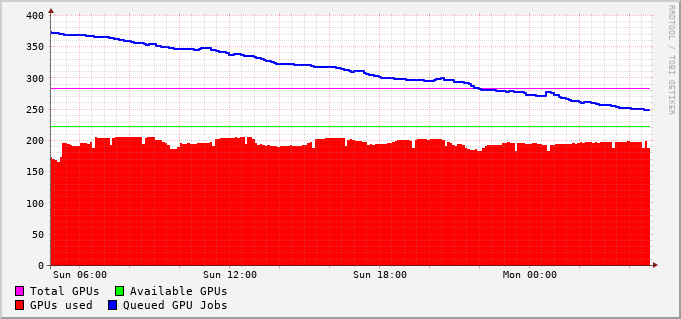 400
350
300
250
200
150
100
50
0
Sun 06:00 Sun 12:00 Sun 18:00 Mon 00:00
Total GPUs Available GPUs
GPUs used Queued GPU Jobs
RRDTOOL / TOBI OETIKER